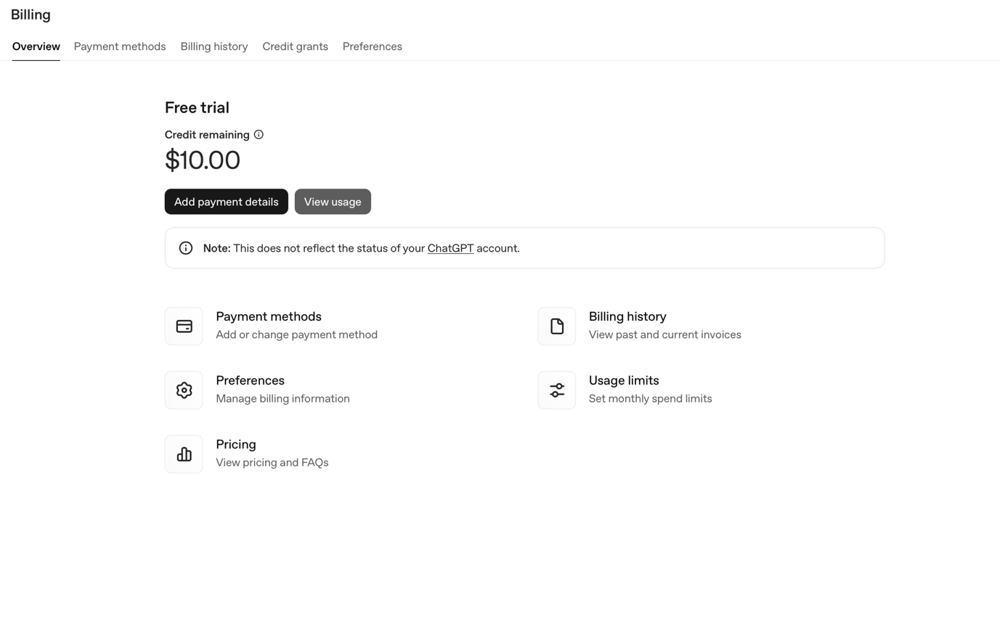 Billing
Overview
Payment methods
Billing history
Credit grants
Preferences
Free trial
Credit remaining
$10.00
Add payment details
View usage
Note: This does not reflect the status of your ChatGPT account.
Payment methods
Add or change payment method
Billing history
View past and current invoices
Preferences
Manage billing information
Usage limits
Set monthly spend limits
Pricing
View pricing and FAQs